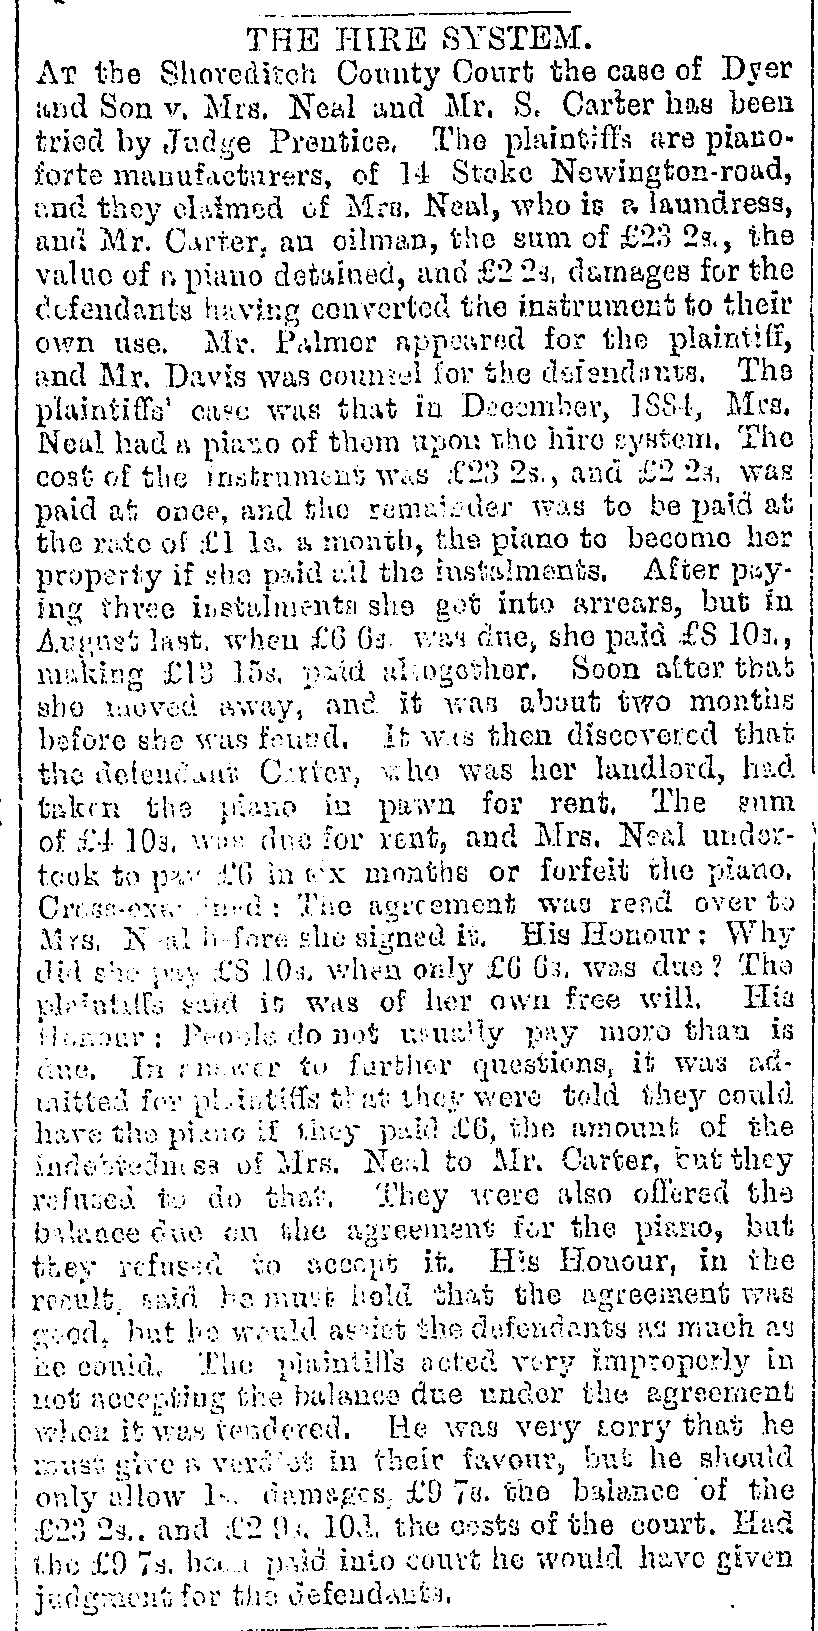 THE HIRE SYSTEM.
AT the Shoreditch County Court the case of Dyer
and Son v. Mrs. Neal and Mr. S. Carter has been
tried by Judge Prentice. The plaintiffs are piano-
forte manufacturers, of 14 Stoke Newington-road,
and they claimed of Mrs. Neal, who is a laundress,
and Mr. Carter, an oilman, the sum of £23 2s., the
value of a piano detained, and £2 2s. damages for the
defendants having converted the instrument to their
own use. Mr. Palmer appeared for the plaintiff,
and Mr. Davis was counsel for the defendants. The
plaintiffs' case was that in December, 1884, Mrs.
Neal had a piano of them upon the hire system. The
cost of the instrument was £23 2s., and £2 2s. was
paid at once, and the remainder was to be paid at
the rate of £1 1s. a month, the piano to become her
property if she paid all the instalments. After pay-
ing three instalments she got into arrears, but in
August last, when £6 6s. was due, she paid £8 10s.,
making £13 15s. paid altogether. Soon after that
she moved away, and it was about two months
before she was found. It was then discovered that
the defendant Carter, who was her landlord, had
taken the piano in pawn for rent. The sum
of £4 10s. was due for rent, and Mrs. Neal under-
took to pay £6 in six months or forfeit the piano.
Cross-examined: The agreement was read over to
Mrs. Neal before she signed it. His Honour: Why
did she pay £8 10s. when only £6 6s. was due? The
plaintiffs said it was of her own free will. His
Honour: People do not usually pay more than is
due. In answer to further questions, it was ad-
mitted for plaintiffs that they were told they could
have the piano if they paid £6, the amount of the
indebtedness of Mrs. Neal to Mr. Carter, but they
refused to do that. They were also offered the
balance due on the agreement for the piano, but
they refused to accept it. His Honour, in the
result, said he must hold that the agreement was
good, but he would assist the defendants as much as
he could. The plaintiffs acted very improperly in
not accepting the balance due under the agreement
when it was tendered. He was very sorry that he
must give a verdict in their favour, but he should
only allow 1s. damages, £9 7s. the balance of the
£23 2s., and £2 9s. 10d. the costs of the court. Had
the £9 7s. been paid into court he would have given
judgment for the defendants.